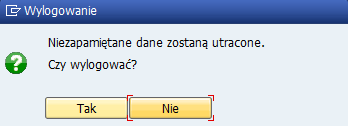 Wylogowanie
Niezapamiętane dane zostaną utracone.
Czy wylogować?
Tak
Nie